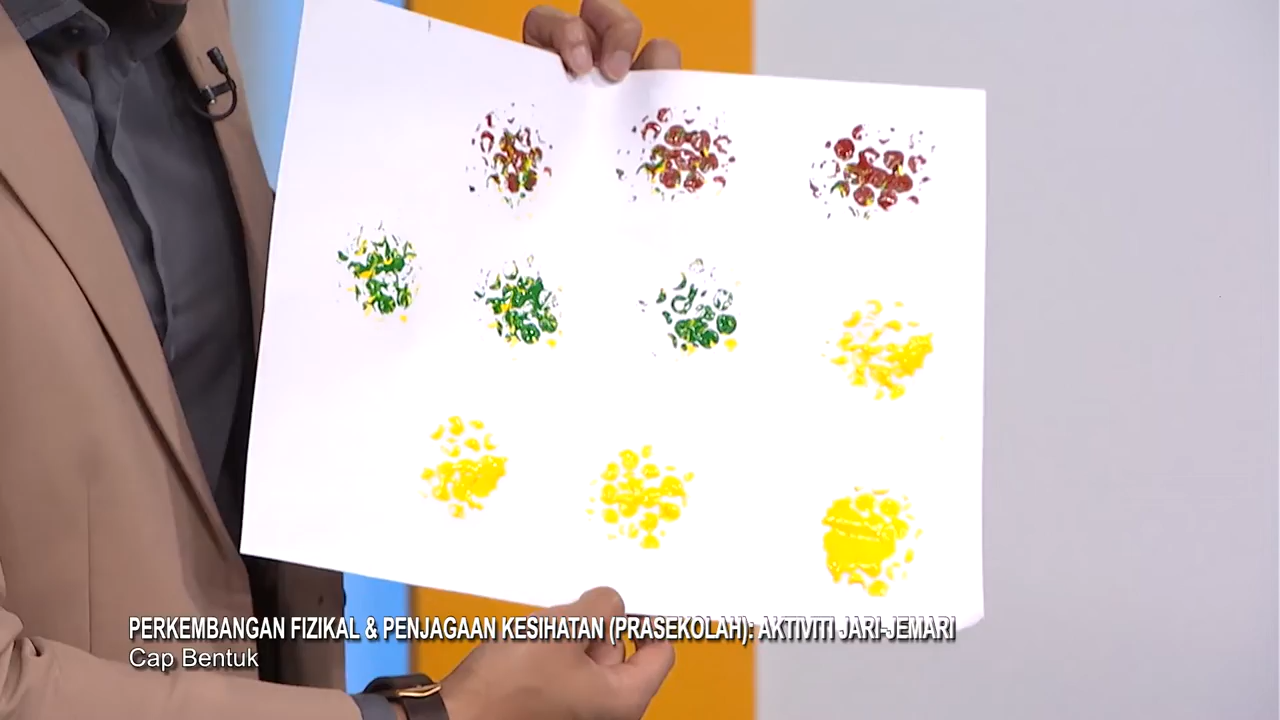 PERKEMBANGAN FIZIKAL & PENJAGAAN KESIHATAN (PRASEKOLAH): AKTIVITI JARI-JEMARI
Cap Bentuk